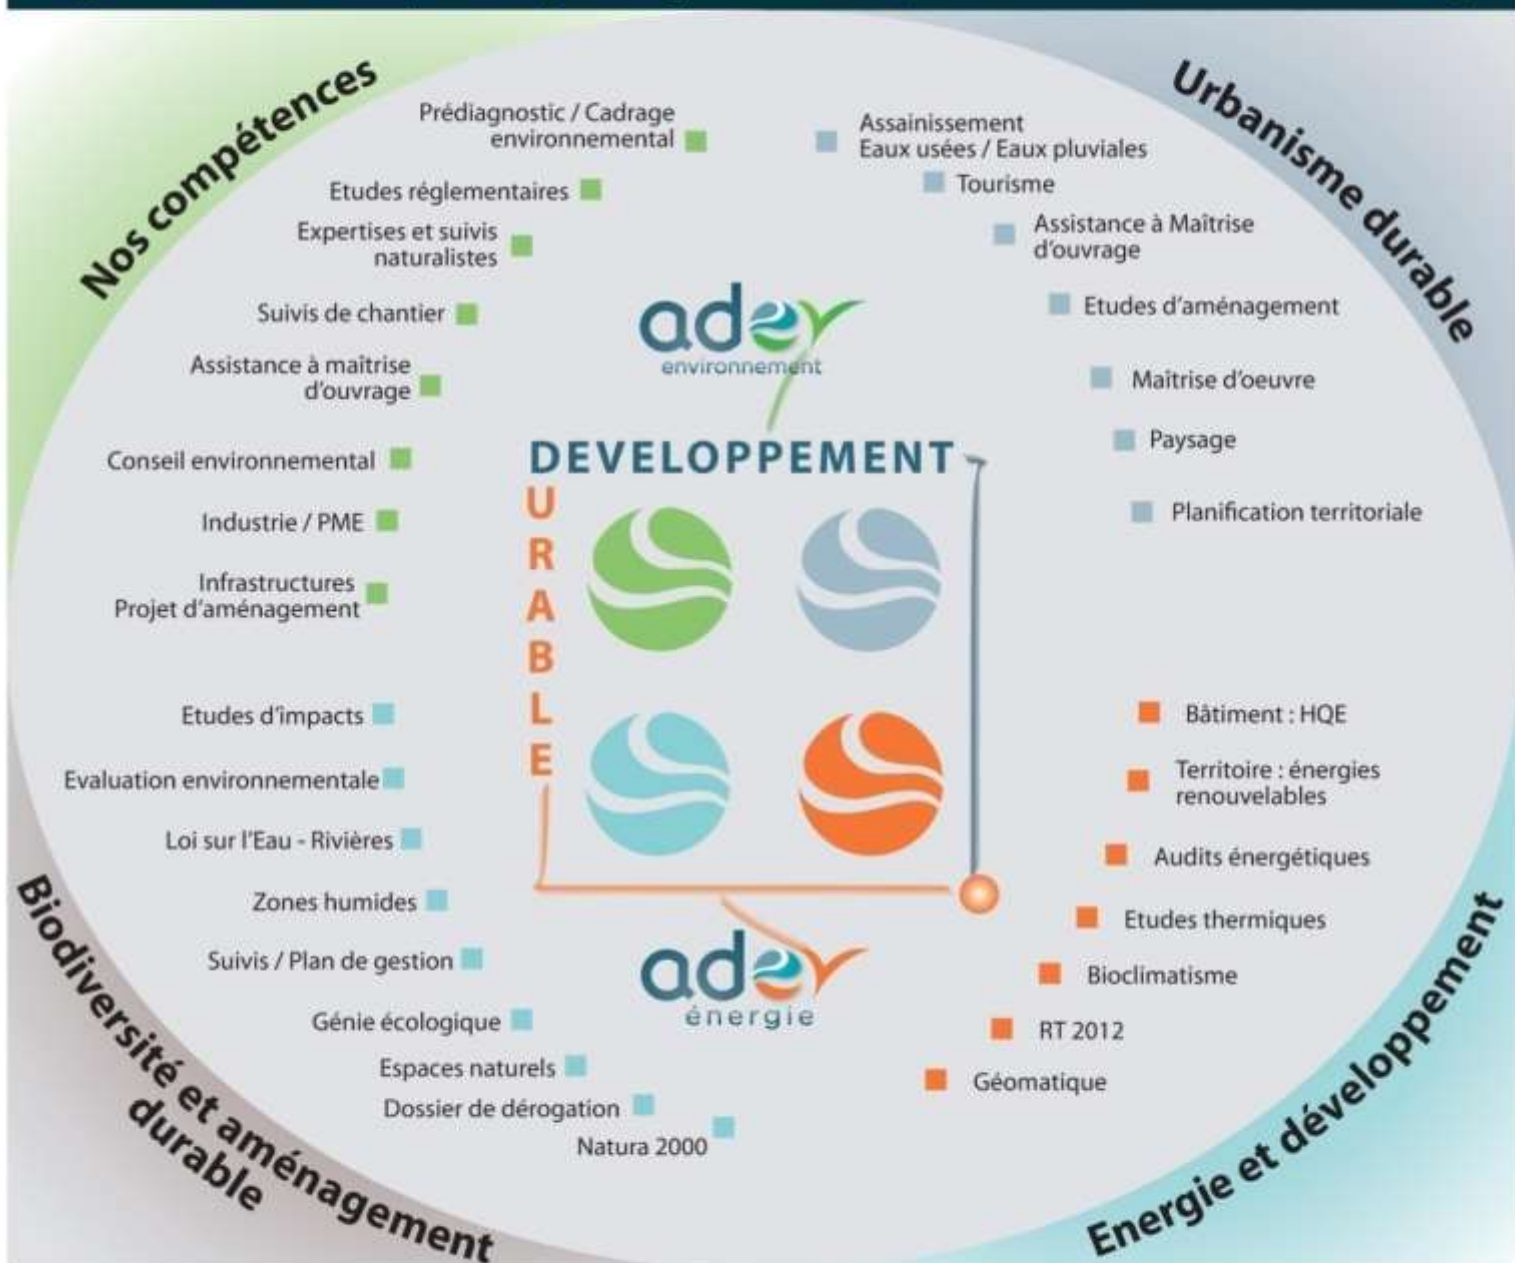 Nos compétences
Prédiagnostic / Cadrage
environnemental
Etudes réglementaires
Expertises et suivis
naturalistes
Suivis de chantier
Assistance à maîtrise
d'ouvrage
Conseil environnemental
Industrie / PME
Infrastructures
Projet d'aménagement
Urbanisme durable
Assainissement
Eaux usées / Eaux pluviales
Tourisme
Assistance à Maîtrise
d'ouvrage
Etudes d'aménagement
Maîtrise d'oeuvre
Paysage
Planification territoriale
adev
environnement
DEVELOPPEMENT
URABLE
Biodiversité et aménagement
durable
Etudes d'impacts
Evaluation environnementale
Loi sur l'Eau - Rivières
Zones humides
Suivis / Plan de gestion
Génie écologique
Espaces naturels
Dossier de dérogation
Natura 2000
adev
énergie
Energie et développement
Bâtiment : HQE
Territoire : énergies
renouvelables
Audits énergétiques
Etudes thermiques
Bioclimatisme
RT 2012
Géomatique